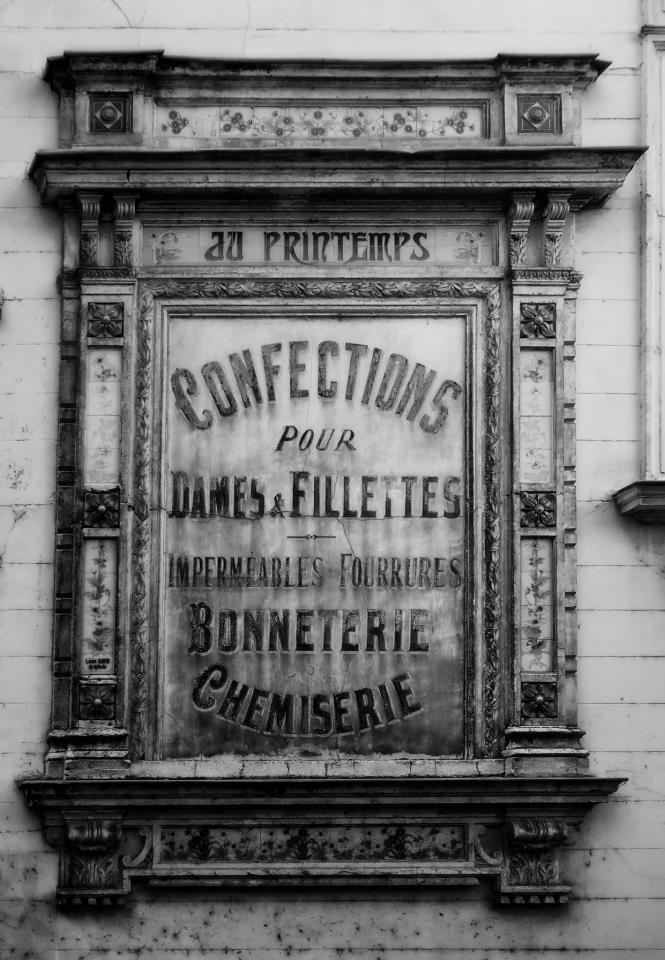 AU PRINTEMPS
CONFECTIONS
POUR
DAMES & FILLETTES
IMPERMÉABLES FOURRURES
BONNETERIE
CHEMISERIE